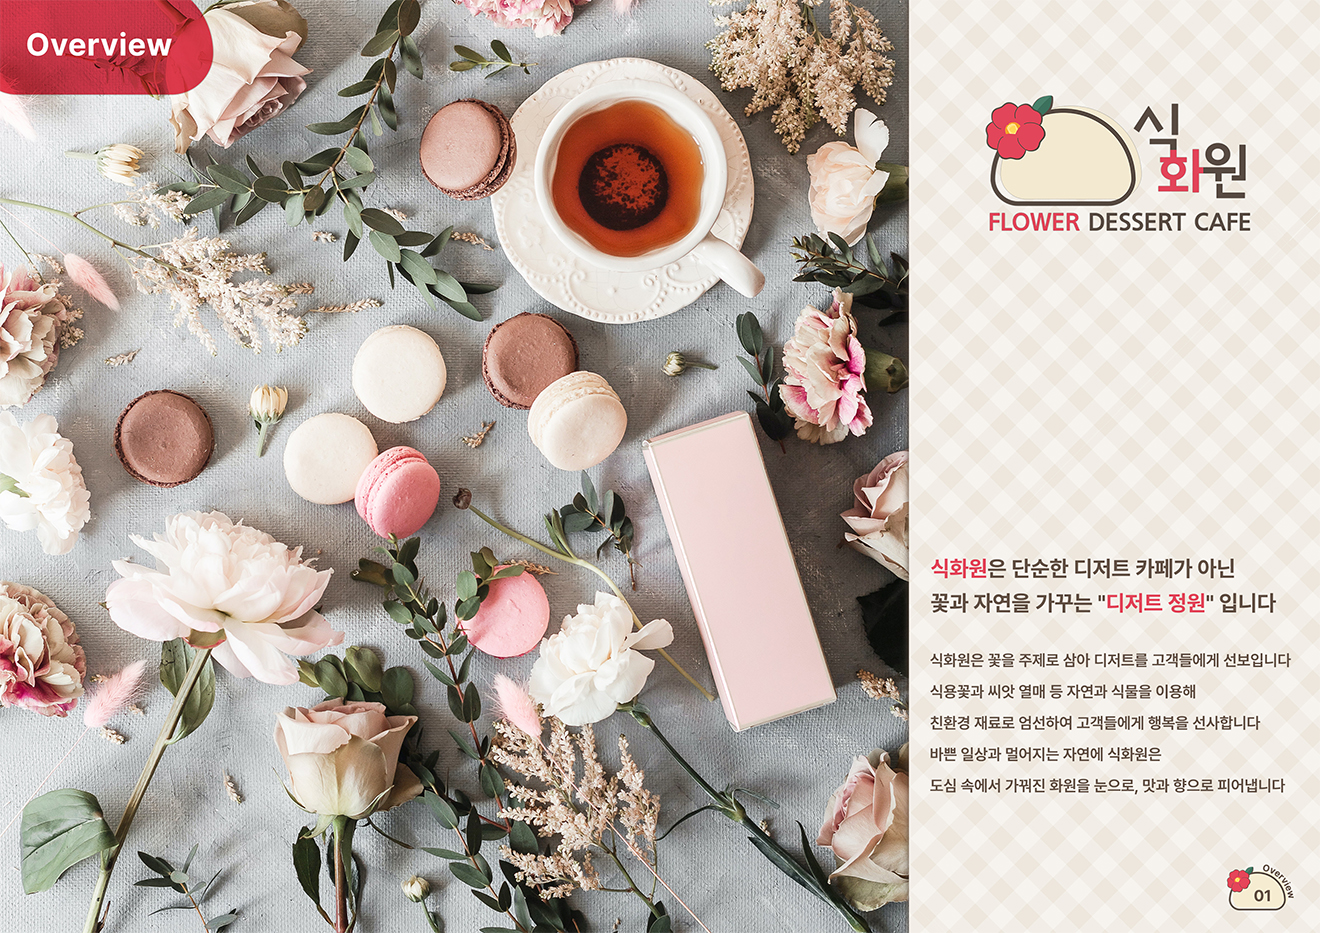 Overview
식화원
FLOWER DESSERT CAFE
식화원은 단순한 디저트 카페가 아닌
꽃과 자연을 가꾸는 "디저트 정원" 입니다
식화원은 꽃을 주제로 삼아 디저트를 고객들에게 선보입니다
식용꽃과 씨앗 열매 등 자연과 식물을 이용해
친환경 재료로 엄선하여 고객들에게 행복을 선사합니다
바쁜 일상과 멀어지는 자연에 식화원은
도심 속에서 가꿔진 화원을 눈으로, 맛과 향으로 피어냅니다
Overview
01